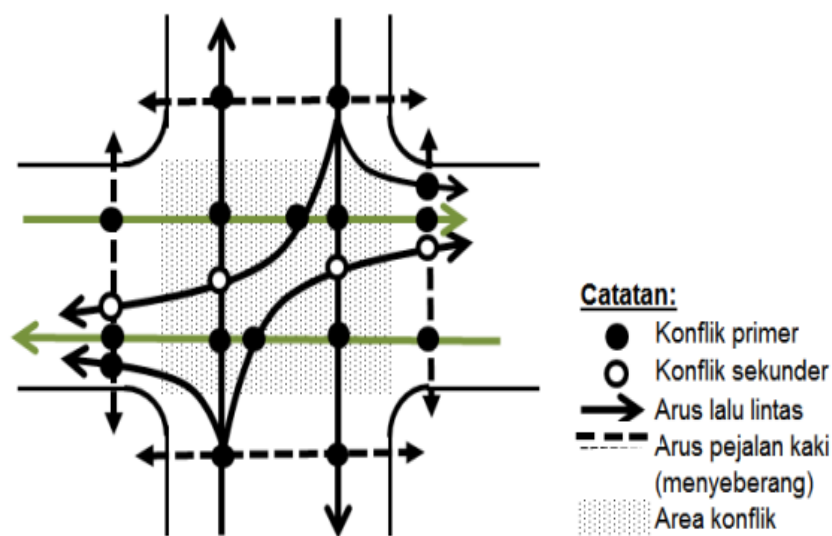 Catatan:
Konflik primer
Konflik sekunder
Arus lalu lintas
Arus pejalan kaki
(menyeberang)
Area konflik